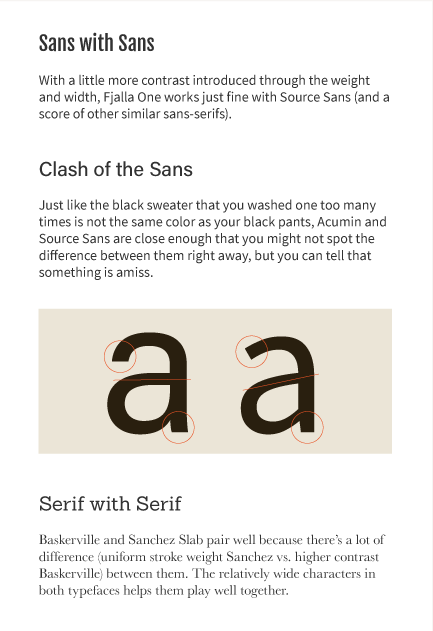 Sans with Sans
With a little more contrast introduced through the weight
and width, Fjalla One works just fine with Source Sans (and a
score of other similar sans-serifs).
Clash of the Sans
Just like the black sweater that you washed one too many
times is not the same color as your black pants, Acumin and
Source Sans are close enough that you might not spot the
difference between them right away, but you can tell that
something is amiss.
a a
Serif with Serif
Baskerville and Sanchez Slab pair well because there's a lot of
difference (uniform stroke weight Sanchez vs. higher contrast
Baskerville) between them. The relatively wide characters in
both typefaces helps them play well together.